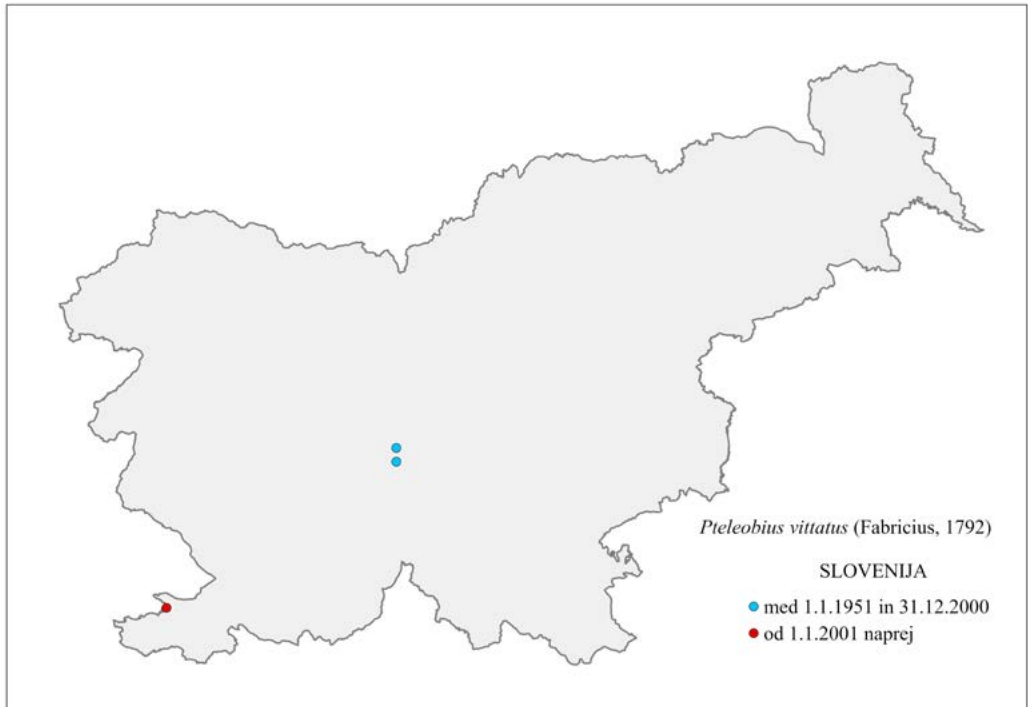 Pteleobius vittatus (Fabricius, 1792)
SLOVENIJA
med 1.1.1951 in 31.12.2000
od 1.1.2001 naprej